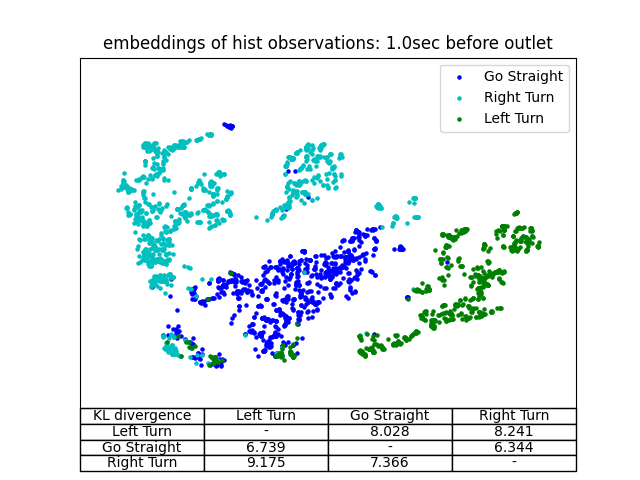 embeddings of hist observations: 1.0sec before outlet
Go Straight
Right Turn
Left Turn
KL divergence Left Turn Go Straight Right Turn
Left Turn - 8.028 8.241
Go Straight 6.739 - 6.344
Right Turn 9.175 7.366 -